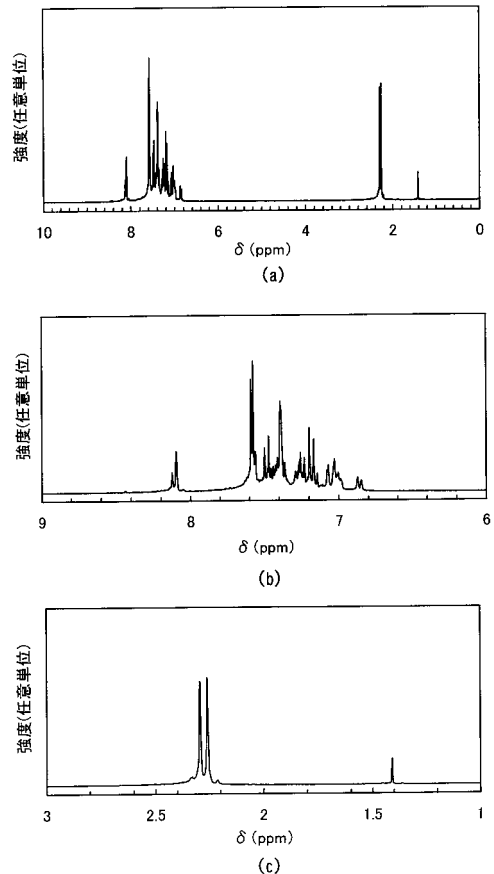 強度(任意単位)
10 8 6 4 2 0
δ (ppm)
(a)
強度(任意単位)
9 8 7 6
δ (ppm)
(b)
強度(任意単位)
3 2.5 2 1.5 1
δ (ppm)
(c)